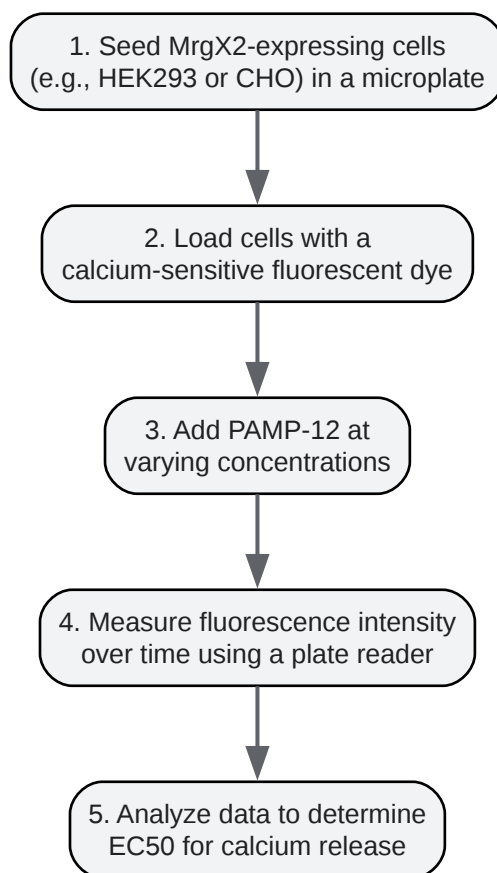 1. Seed MrgX2-expressing cells
(e.g., HEK293 or CHO) in a microplate
2. Load cells with a
calcium-sensitive fluorescent dye
3. Add PAMP-12 at
varying concentrations
4. Measure fluorescence intensity
over time using a plate reader
5. Analyze data to determine
EC50 for calcium release